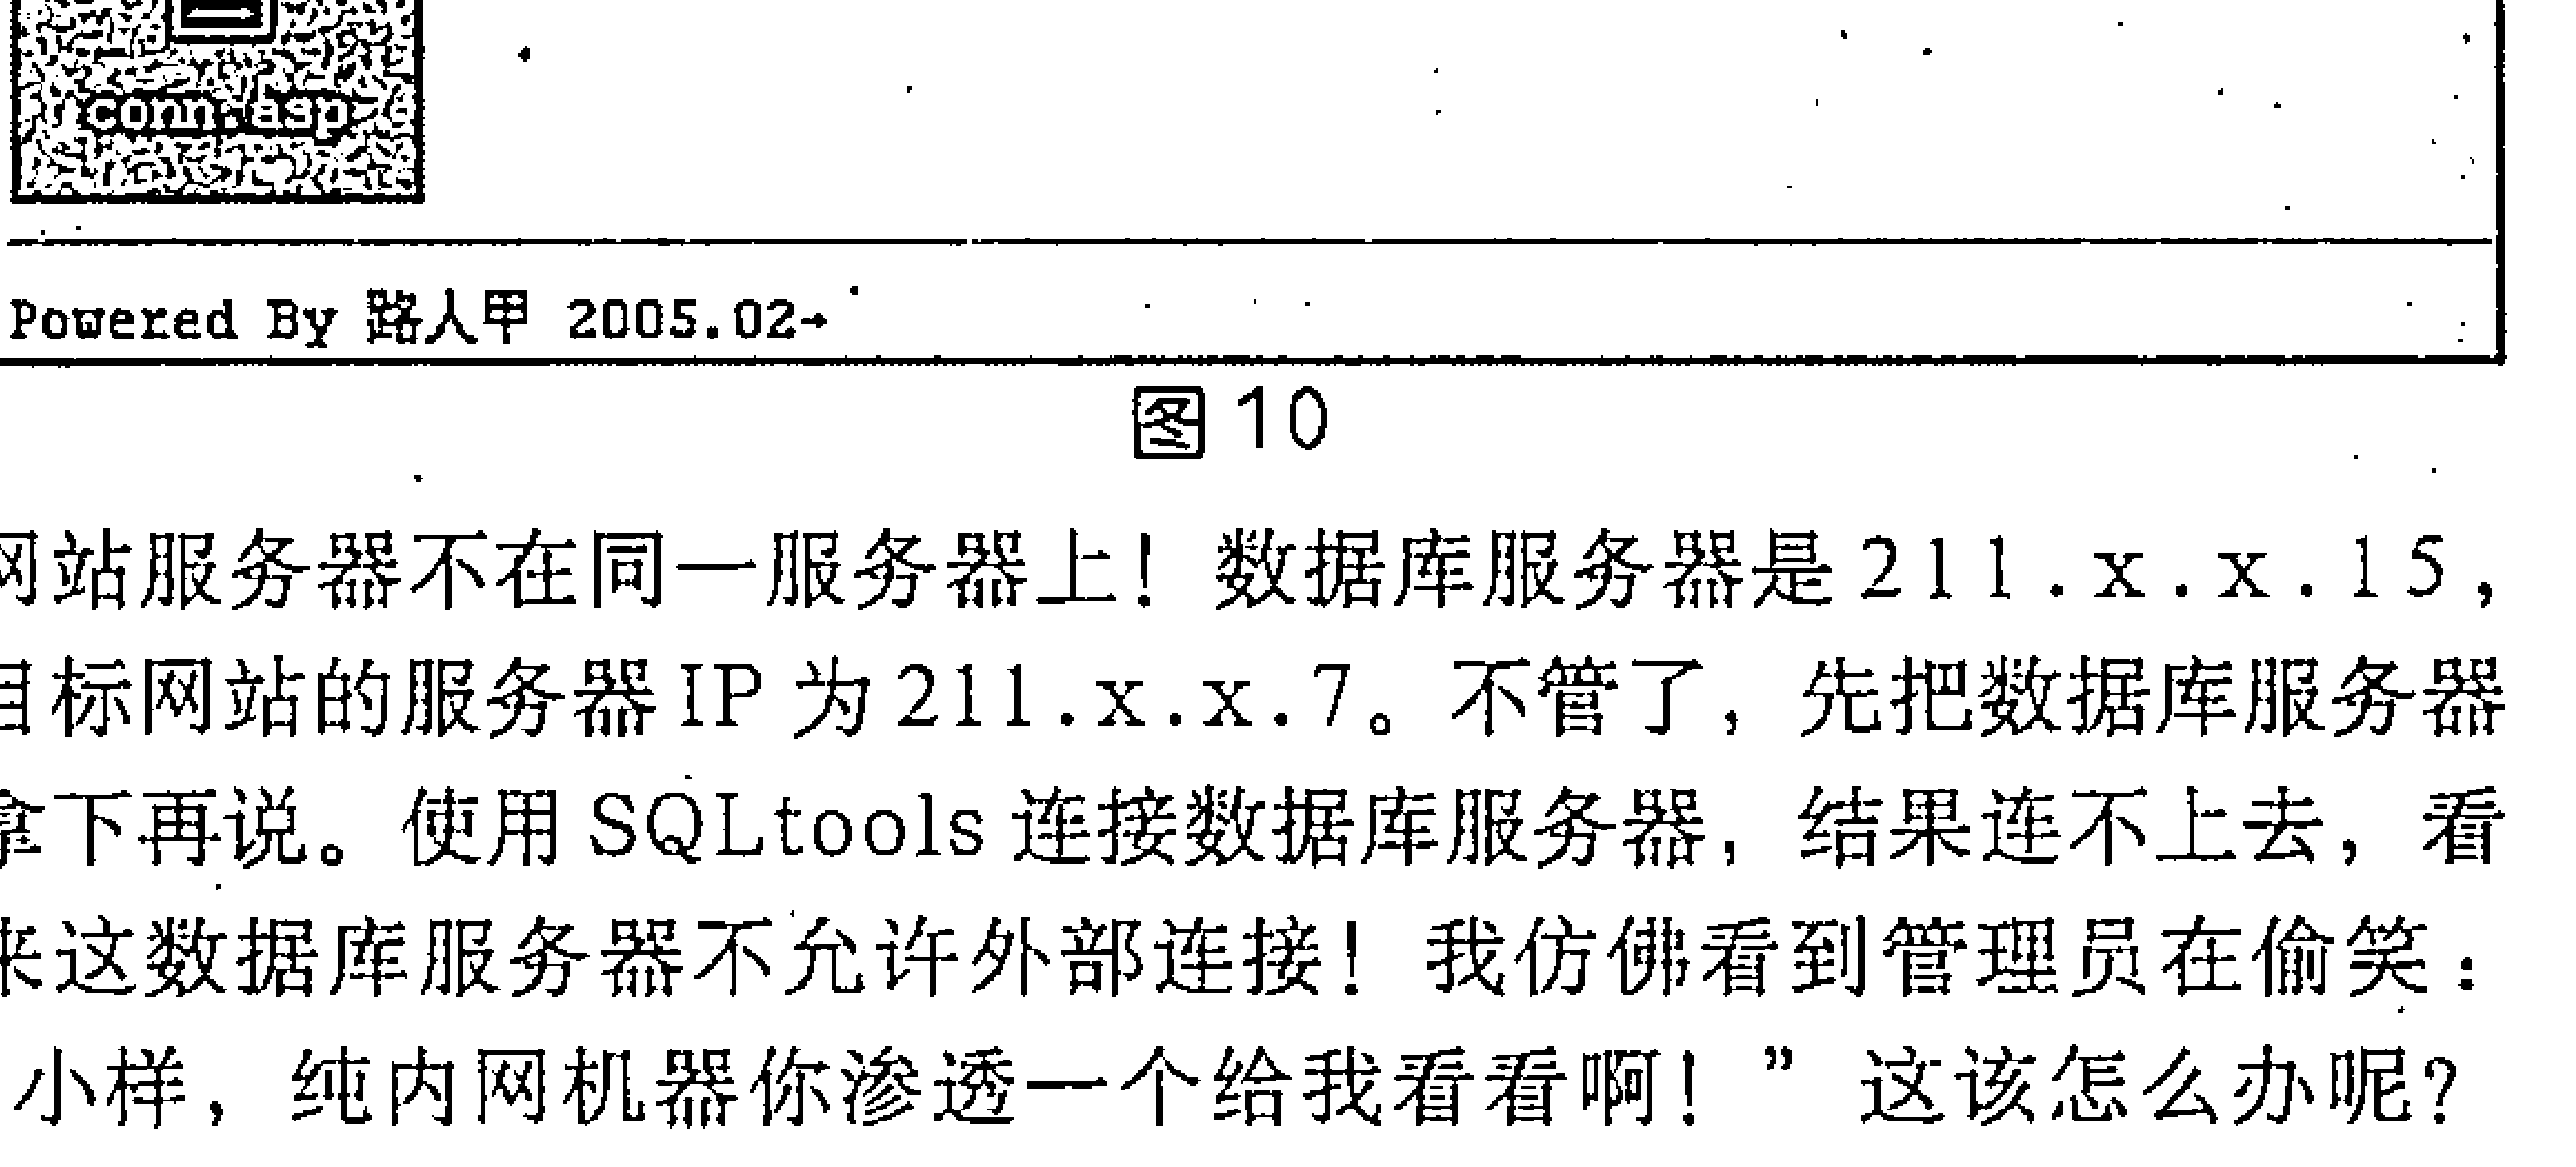 conn.asp
Powered By 路人甲 2005.02
图10
网站服务器不在同一服务器上！数据库服务器是211.x.x.15，
目标网站的服务器IP为211.x.x.7。不管了，先把数据库服务器
拿下再说。使用SQLtools连接数据库服务器，结果连不上去，看
来这数据库服务器不允许外部连接！我仿佛看到管理员在偷笑：
小样，纯内网机器你渗透一个给我看看啊！”这该怎么办呢？